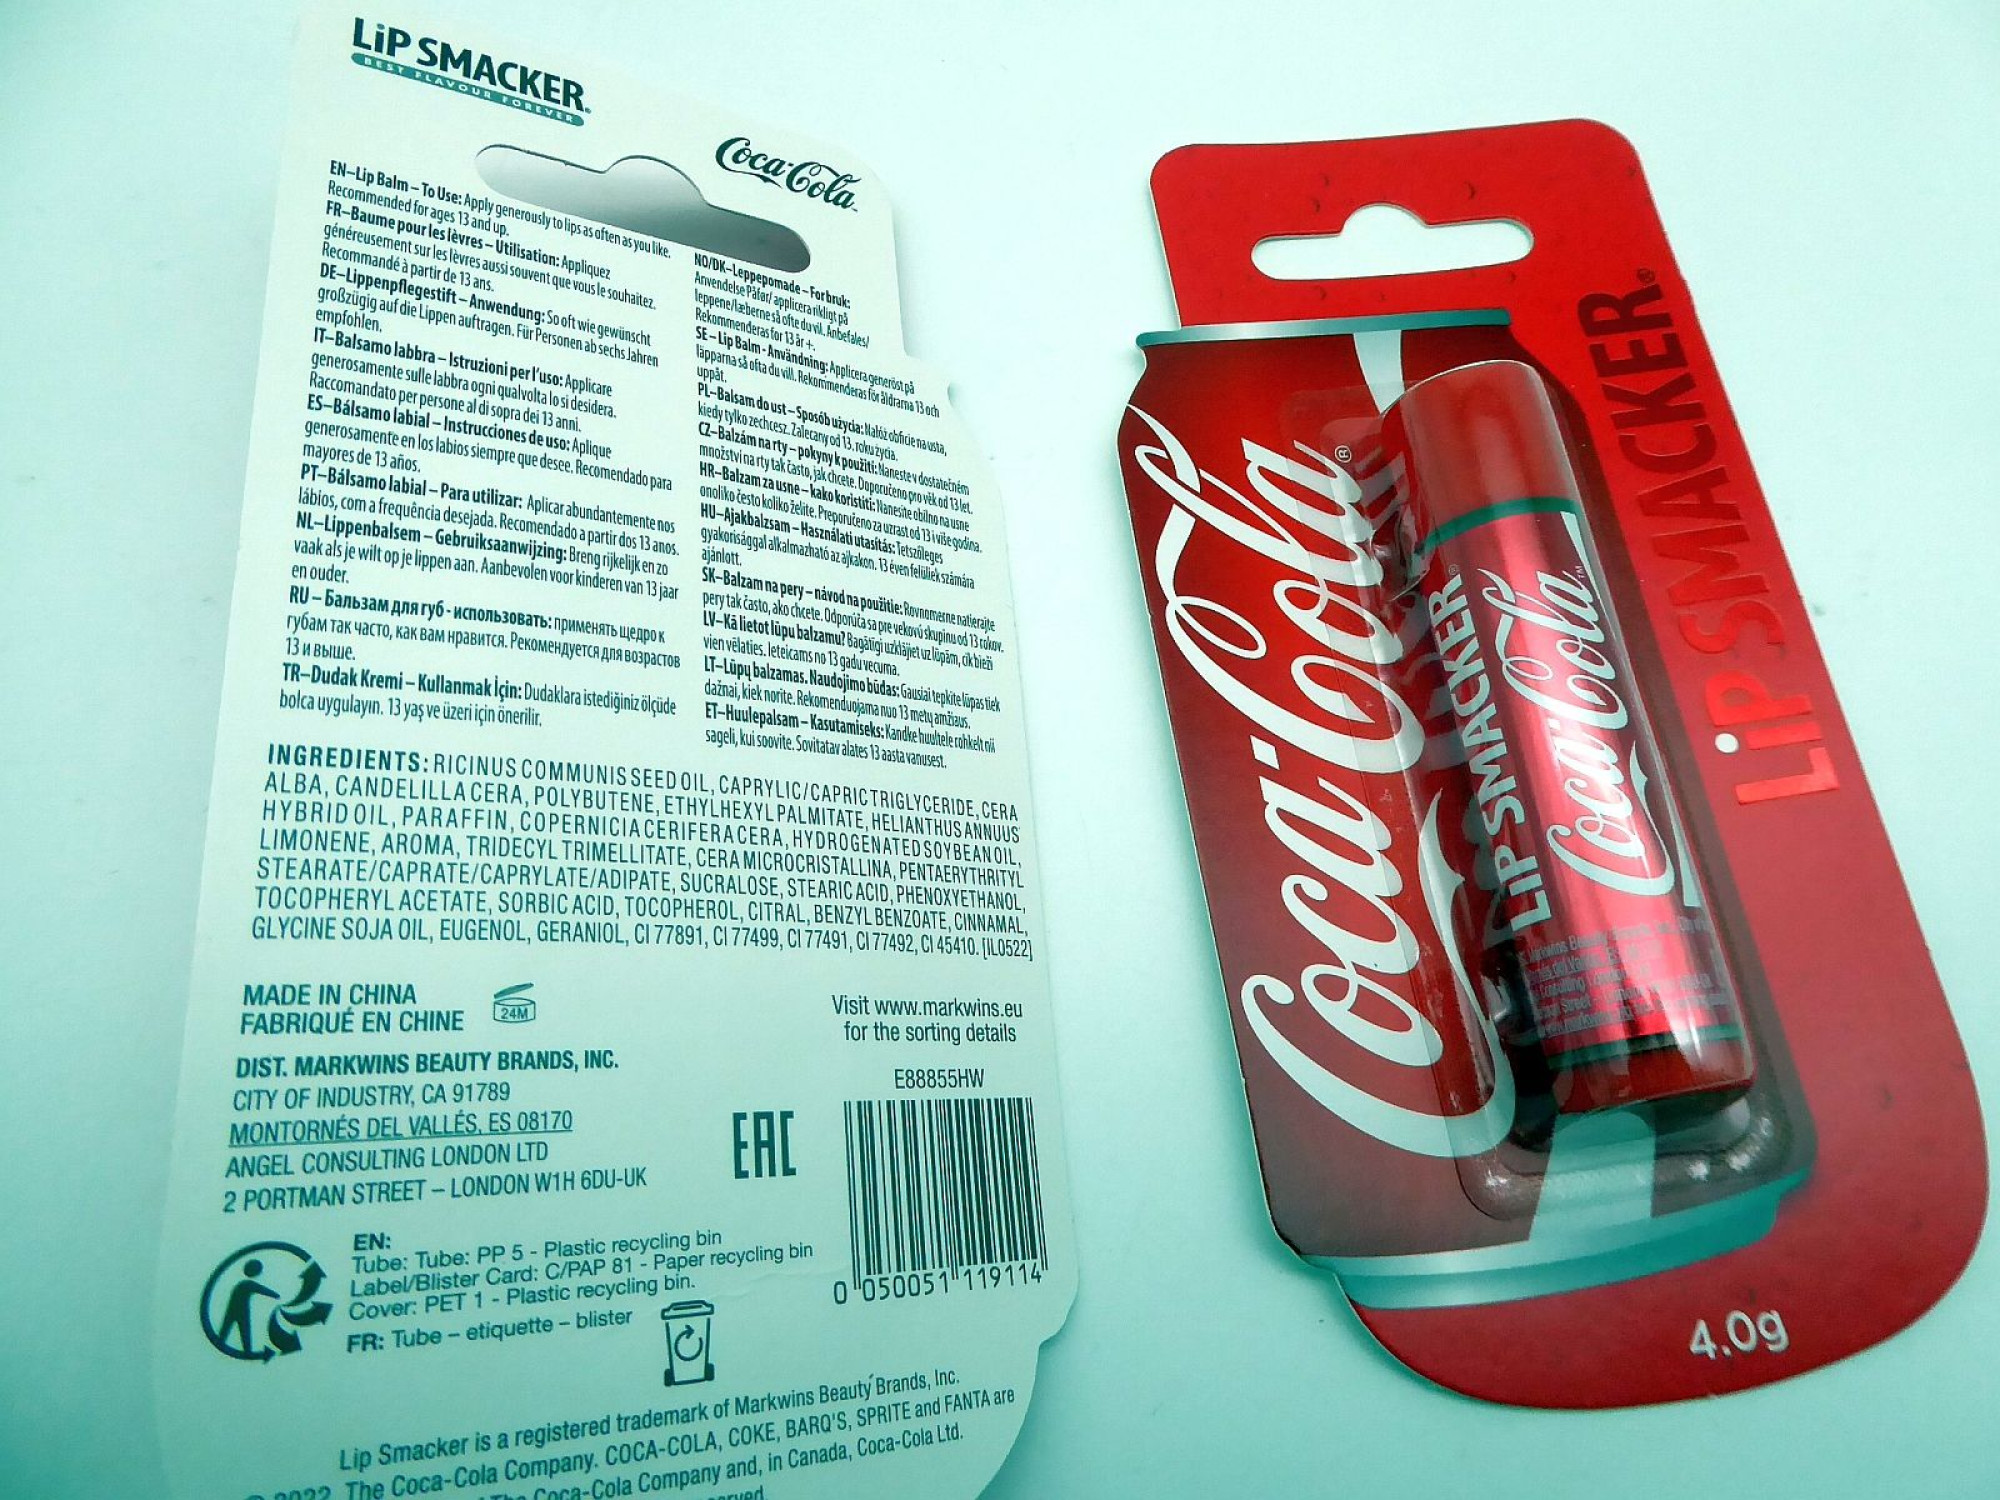 LiP SMACKER®
BEST FLAVOUR FOREVER
Coca-Cola™
EN–Lip Balm – To Use: Apply generously to lips as often as you like.
Recommended for ages 13 and up.
FR–Baume pour les lèvres – Utilisation: Appliquez
généreusement sur les lèvres aussi souvent que vous le souhaitez.
Recommandé à partir de 13 ans.
DE–Lippenpflegestift – Anwendung: So oft wie gewünscht
großzügig auf die Lippen auftragen. Für Personen ab sechs Jahren
empfohlen.
IT–Balsamo labbra – Istruzioni per l'uso: Applicare
generosamente sulle labbra ogni qualvolta lo si desidera.
Raccomandato per persone al di sopra dei 13 anni.
ES–Bálsamo labial – Instrucciones de uso: Aplique
generosamente en los labios siempre que desee. Recomendado para
mayores de 13 años.
PT–Bálsamo labial – Para utilizar: Aplicar abundantemente nos
lábios, com a frequência desejada. Recomendado a partir dos 13 anos.
NL–Lippenbalsem – Gebruiksaanwijzing: Breng rijkelijk en zo
vaak als je wilt op je lippen aan. Aanbevolen voor kinderen van 13 jaar
en ouder.
RU – Бальзам для губ - использовать: применять щедро к
губам так часто, как вам нравится. Рекомендуется для возрастов
13 и выше.
TR–Dudak Kremi – Kullanmak İçin: Dudaklara istediğiniz ölçüde
bolca uygulayın. 13 yaş ve üzeri için önerilir.
NO/DK–Leppepomade – For bruk:
Anvendelse Påfør/ applicera rikligt på
leppene/læberne så ofte du vil. Anbefales/
Rekommenderas for 13 år +.
SE – Lip Balm - Användning: Applicera generöst på
läpparna så ofta du vill. Rekommenderas för åldrarna 13 och
uppåt.
PL–Balsam do ust – Sposób użycia: Nałóż obficie na usta,
kiedy tylko zechcesz. Zalecany od 13. roku życia.
CZ–Balzám na rty – pokyny k použití: Naneste v dostatečném
množství na rty tak často, jak chcete. Doporučeno pro věk od 13 let.
HR–Balzam za usne – kako koristiti: Nanesite obilno na usne
onoliko često koliko želite. Preporučeno za uzrast od 13 i više godina.
HU–Ajakbalzsam – Használati utasítás: Tetszőleges
gyakorisággal alkalmazható az ajkakon. 13 éven felüliek számára
ajánlott.
SK–Balzam na pery – návod na použitie: Rovnomerne natierajte
pery tak často, ako chcete. Odporúča sa pre vekovú skupinu od 13 rokov.
LV–Kā lietot lūpu balzamu? Bagātīgi uzklājiet uz lūpām, cik bieži
vien vēlaties. Ieteicams no 13 gadu vecuma.
LT–Lūpų balzamas. Naudojimo būdas: Gausiai tepkite lūpas tiek
dažnai, kiek norite. Rekomenduojama nuo 13 metų amžiaus.
ET–Huulepalsam – Kasutamiseks: Kandke huultele rohkelt nii
sageli, kui soovite. Sovitatav alates 13 aasta vanusest.
INGREDIENTS: RICINUS COMMUNIS SEED OIL, CAPRYLIC/CAPRIC TRIGLYCERIDE, CERA
ALBA, CANDELILLA CERA, POLYBUTENE, ETHYLHEXYL PALMITATE, HELIANTHUS ANNUUS
HYBRID OIL, PARAFFIN, COPERNICIA CERIFERA CERA, HYDROGENATED SOYBEAN OIL,
LIMONENE, AROMA, TRIDECYL TRIMELLITATE, CERA MICROCRISTALLINA, PENTAERYTHRITYL
STEARATE/CAPRATE/CAPRYLATE/ADIPATE, SUCRALOSE, STEARIC ACID, PHENOXYETHANOL,
TOCOPHERYL ACETATE, SORBIC ACID, TOCOPHEROL, CITRAL, BENZYL BENZOATE, CINNAMAL,
GLYCINE SOJA OIL, EUGENOL, GERANIOL, CI 77891, CI 77499, CI 77491, CI 77492, CI 45410. [IL0522]
MADE IN CHINA
FABRIQUÉ EN CHINE
24M
DIST. MARKWINS BEAUTY BRANDS, INC.
CITY OF INDUSTRY, CA 91789
MONTORNÉS DEL VALLÉS, ES 08170
ANGEL CONSULTING LONDON LTD
2 PORTMAN STREET – LONDON W1H 6DU-UK
Visit www.markwins.eu
for the sorting details
E88855HW
EAC
0 050051 119114
EN:
Tube: Tube: PP 5 - Plastic recycling bin
Label/Blister Card: C/PAP 81 - Paper recycling bin
Cover: PET 1 - Plastic recycling bin.
FR: Tube – etiquette – blister
Lip Smacker is a registered trademark of Markwins Beauty Brands, Inc.
2022 The Coca-Cola Company. COCA-COLA, COKE, BARQ'S, SPRITE and FANTA are
The Coca-Cola Company and, in Canada, Coca-Cola Ltd.
Coca-Cola®
LiP SMACKER®
Coca-Cola™
LiP SMACKER®
4.0g